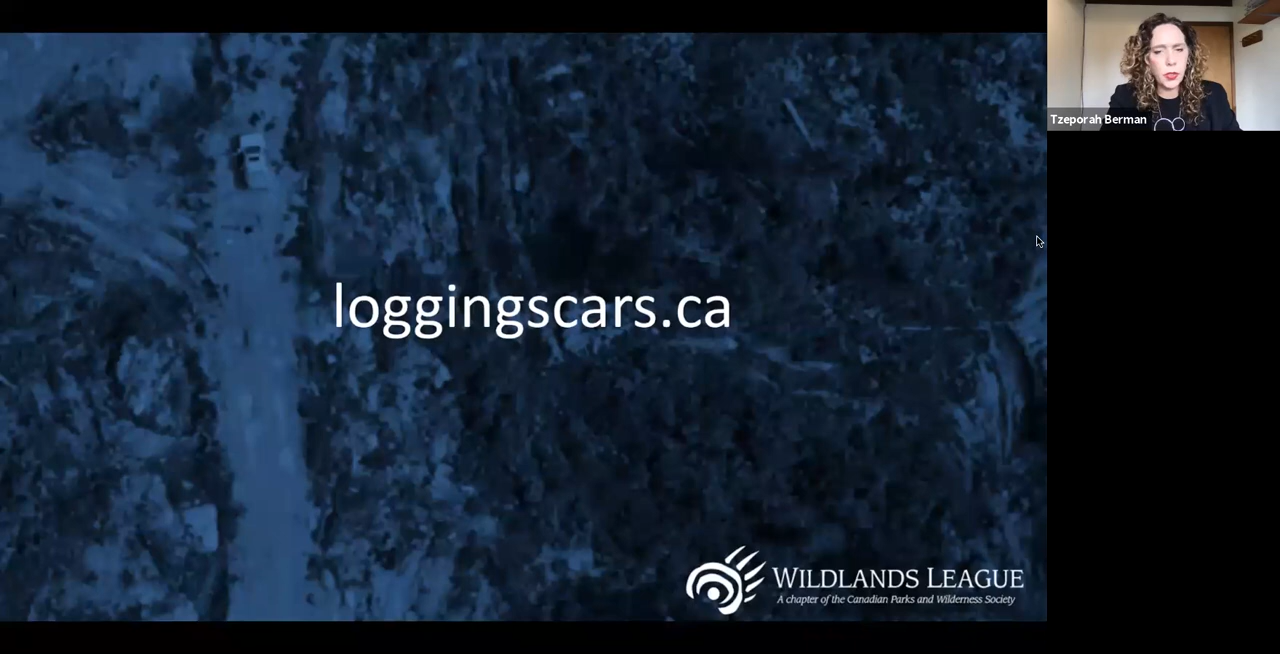 Tzeporah Berman
loggingscars.ca
WILDLANDS LEAGUE
A chapter of the Canadian Parks and Wilderness Society